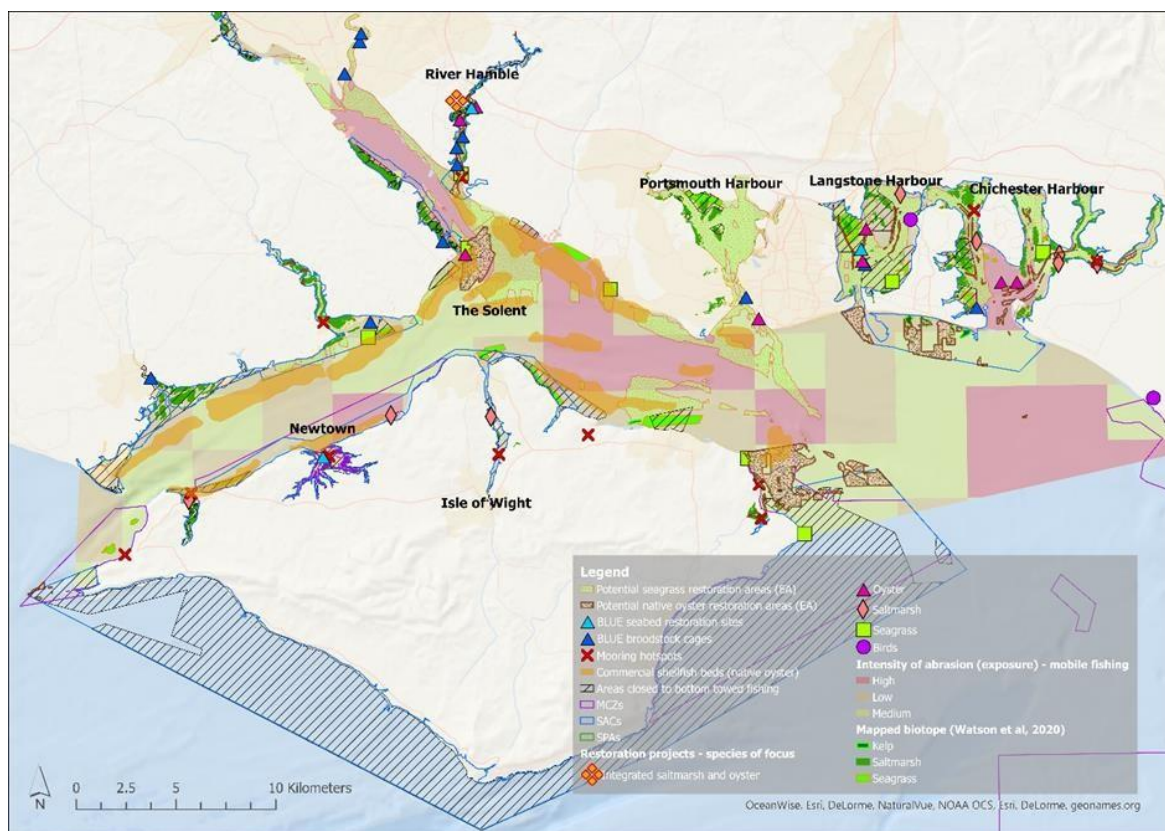 River Hamble
Portsmouth Harbour
Langstone Harbour
Chichester Harbour
The Solent
Newtown
Isle of Wight
Legend
Potential seagrass restoration areas (EA)
Potential native oyster restoration areas (EA)
BLUE seabed restoration sites
BLUE broodstock cages
Mooring hotspots
Commercial shellfish beds (native oyster)
Areas closed to bottom towed fishing
MCZs
SACs
SPAs
Restoration projects - species of focus
Integrated saltmarsh and oyster
Oyster
Saltmarsh
Seagrass
Birds
Intensity of abrasion (exposure) - mobile fishing
High
Low
Medium
Mapped biotope (Watson et al, 2020)
Kelp
Saltmarsh
Seagrass
N
0 2.5 5 10 Kilometers
OceanWise, Esri, DeLorme, NaturalVue, NOAA OCS, Esri, DeLorme, geonames.org